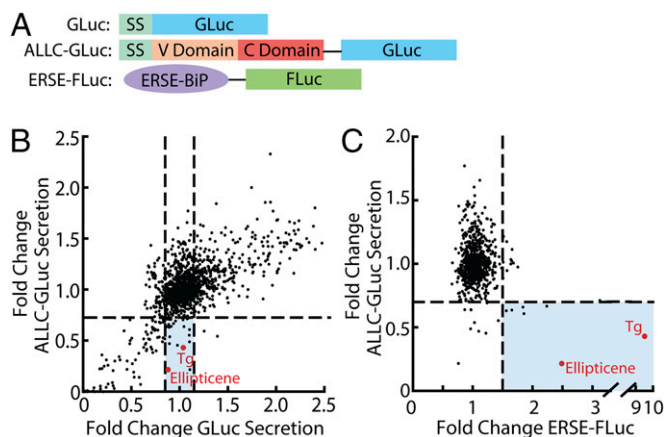 A
GLuc: SS GLuc
ALLC-GLuc: SS V Domain C Domain GLuc
ERSE-FLuc: ERSE-BiP FLuc
B
Fold Change
ALLC-GLuc Secretion
2.5
2.0
1.5
1.0
0.5
0
0.5
1.0
1.5
2.0
2.5
Tg
Ellipticene
Fold Change GLuc Secretion
C
Fold Change
ALLC-GLuc Secretion
2.0
1.5
1.0
0.5
0
0
1
2
3
910
Tg
Ellipticene
Fold Change ERSE-FLuc